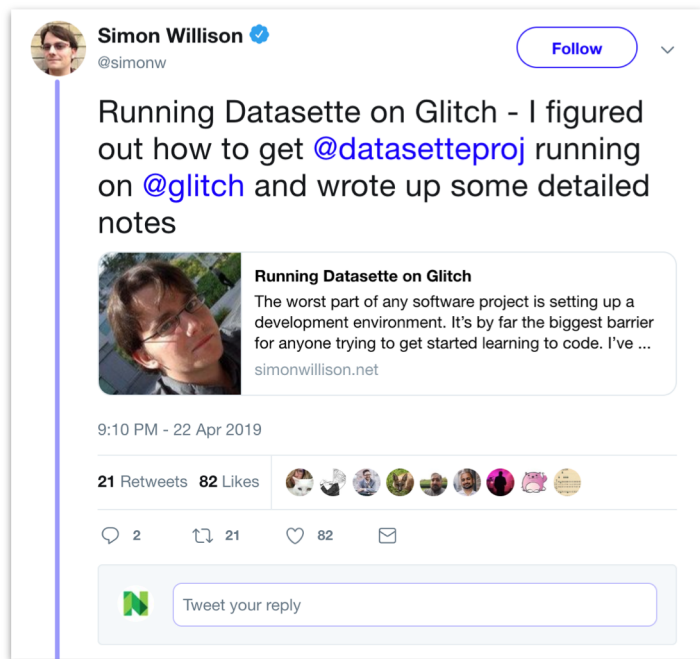 Simon Willison
@simonw
Follow
Running Datasette on Glitch - I figured
out how to get @datasetteproj running
on @glitch and wrote up some detailed
notes
Running Datasette on Glitch
The worst part of any software project is setting up a
development environment. It’s by far the biggest barrier
for anyone trying to get started learning to code. I’ve ...
simonwillison.net
9:10 PM - 22 Apr 2019
21 Retweets 82 Likes
2 21 82
Tweet your reply